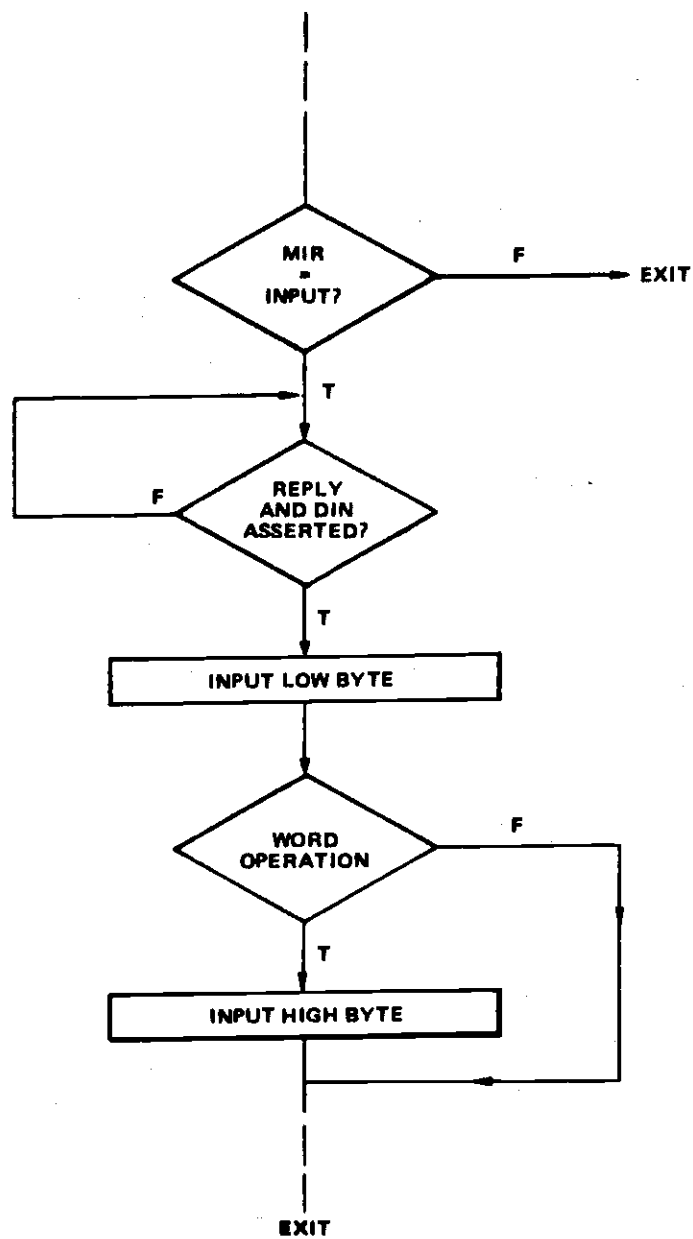 MIR
=
INPUT?
F
EXIT
T
REPLY
AND DIN
ASSERTED?
F
T
INPUT LOW BYTE
WORD
OPERATION
F
T
INPUT HIGH BYTE
EXIT